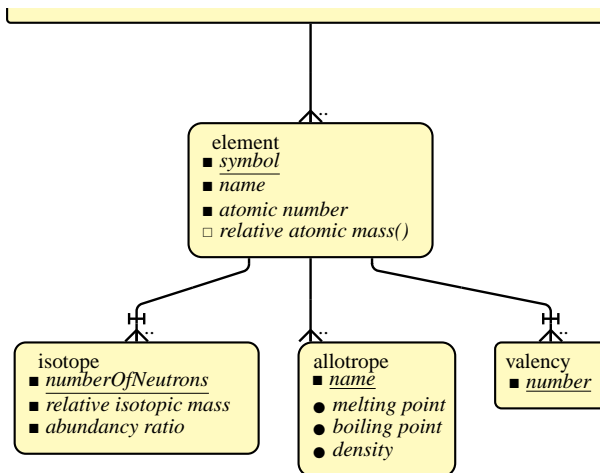 element
symbol
name
atomic number
relative atomic mass()
isotope
numberOfNeutrons
relative isotopic mass
abundancy ratio
allotrope
name
melting point
boiling point
density
valency
number